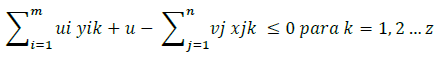 ∑_{i=1}^{m} ui yik + u − ∑_{j=1}^{n} vj xjk ≤ 0 para k = 1,2 … z